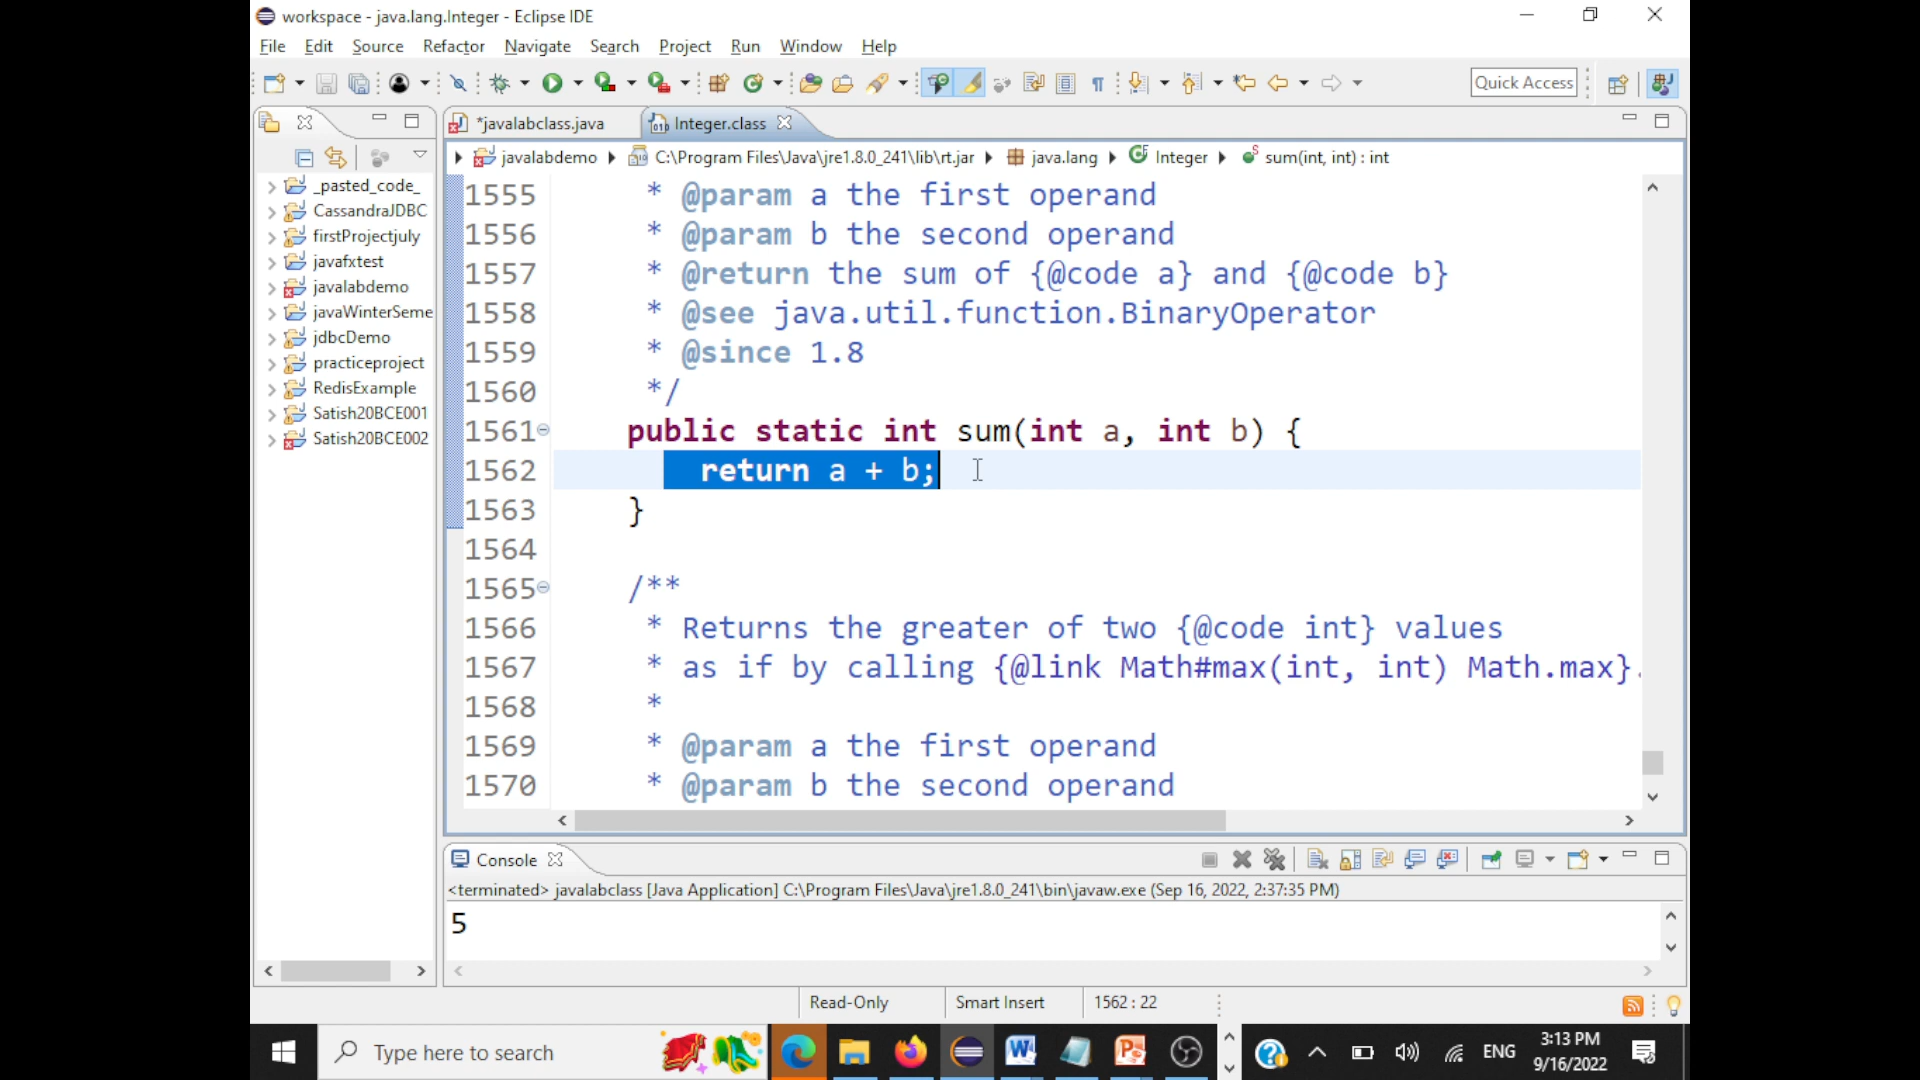 workspace - java.lang.Integer - Eclipse IDE
File Edit Source Refactor Navigate Search Project Run Window Help
Quick Access
*javalabclass.java
Integer.class
javalabdemo C:\Program Files\Java\jre1.8.0_241\lib\rt.jar java.lang Integer sum(int, int) : int
_pasted_code_
CassandraJDBC
firstProjectjuly
javafxtest
javalabdemo
javaWinterSeme
jdbcDemo
practiceproject
RedisExample
Satish20BCE001
Satish20BCE002
1555 * @param a the first operand
1556 * @param b the second operand
1557 * @return the sum of {@code a} and {@code b}
1558 * @see java.util.function.BinaryOperator
1559 * @since 1.8
1560 */
1561 public static int sum(int a, int b) {
1562 return a + b;
1563 }
1564
1565 /**
1566 * Returns the greater of two {@code int} values
1567 * as if by calling {@link Math#max(int, int) Math.max}.
1568 *
1569 * @param a the first operand
1570 * @param b the second operand
Console
<terminated> javalabclass [Java Application] C:\Program Files\Java\jre1.8.0_241\bin\javaw.exe (Sep 16, 2022, 2:37:35 PM)
5
Read-Only Smart Insert 1562 : 22
Type here to search
ENG
3:13 PM
9/16/2022